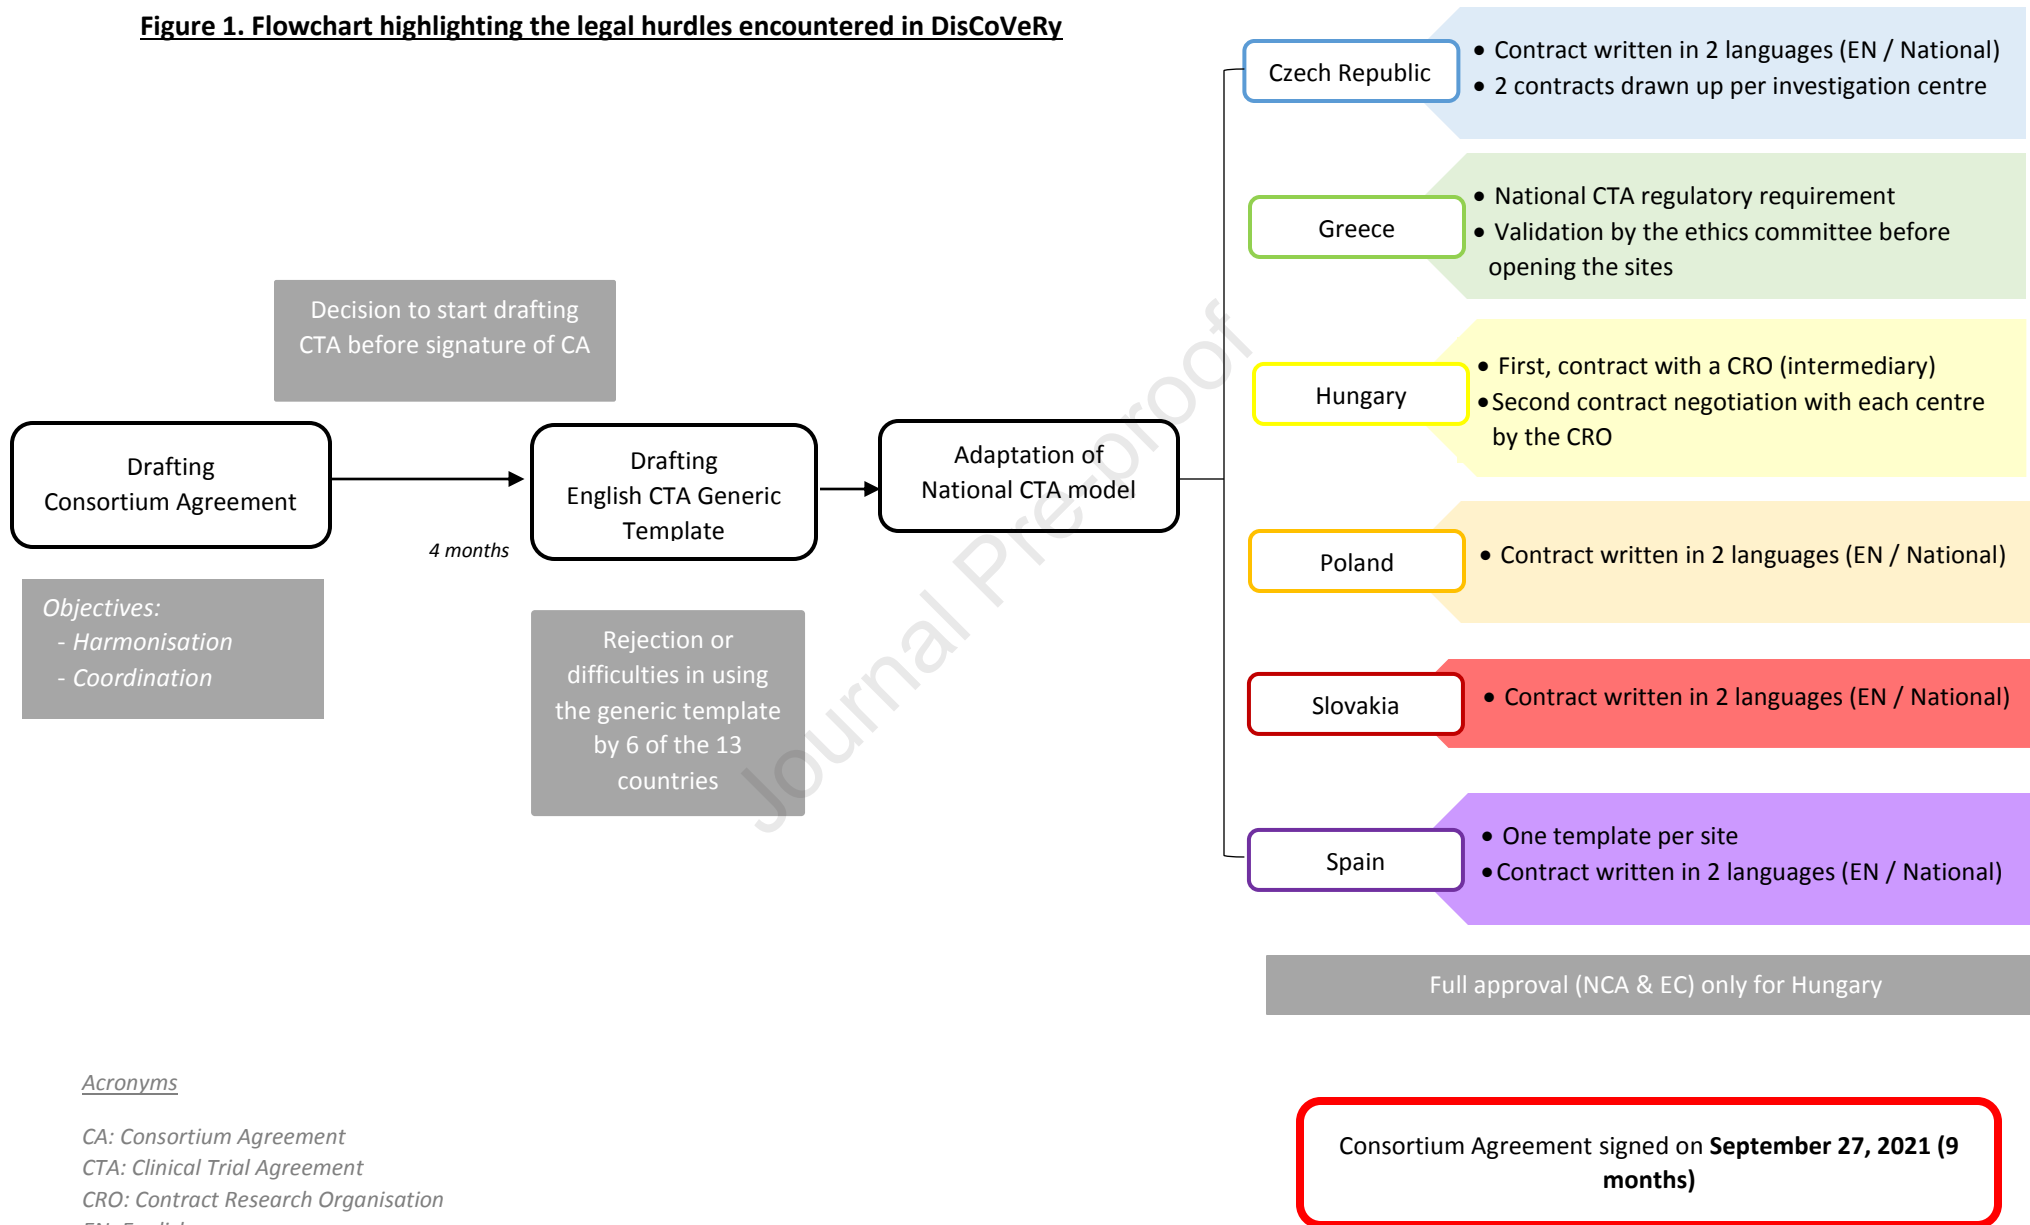 Figure 1. Flowchart highlighting the legal hurdles encountered in DisCoVeRy
Decision to start drafting
CTA before signature of CA
Drafting
Consortium Agreement
4 months
Objectives:
- Harmonisation
- Coordination
Drafting
English CTA Generic
Template
Rejection or
difficulties in using
the generic template
by 6 of the 13
countries
Adaptation of
National CTA model
Czech Republic
• Contract written in 2 languages (EN / National)
• 2 contracts drawn up per investigation centre
Greece
• National CTA regulatory requirement
• Validation by the ethics committee before
opening the sites
Hungary
• First, contract with a CRO (intermediary)
• Second contract negotiation with each centre
by the CRO
Poland
• Contract written in 2 languages (EN / National)
Slovakia
• Contract written in 2 languages (EN / National)
Spain
• One template per site
• Contract written in 2 languages (EN / National)
Full approval (NCA & EC) only for Hungary
Journal Pre-proof
Acronyms
CA: Consortium Agreement
CTA: Clinical Trial Agreement
CRO: Contract Research Organisation
EN: English
Consortium Agreement signed on September 27, 2021 (9
months)